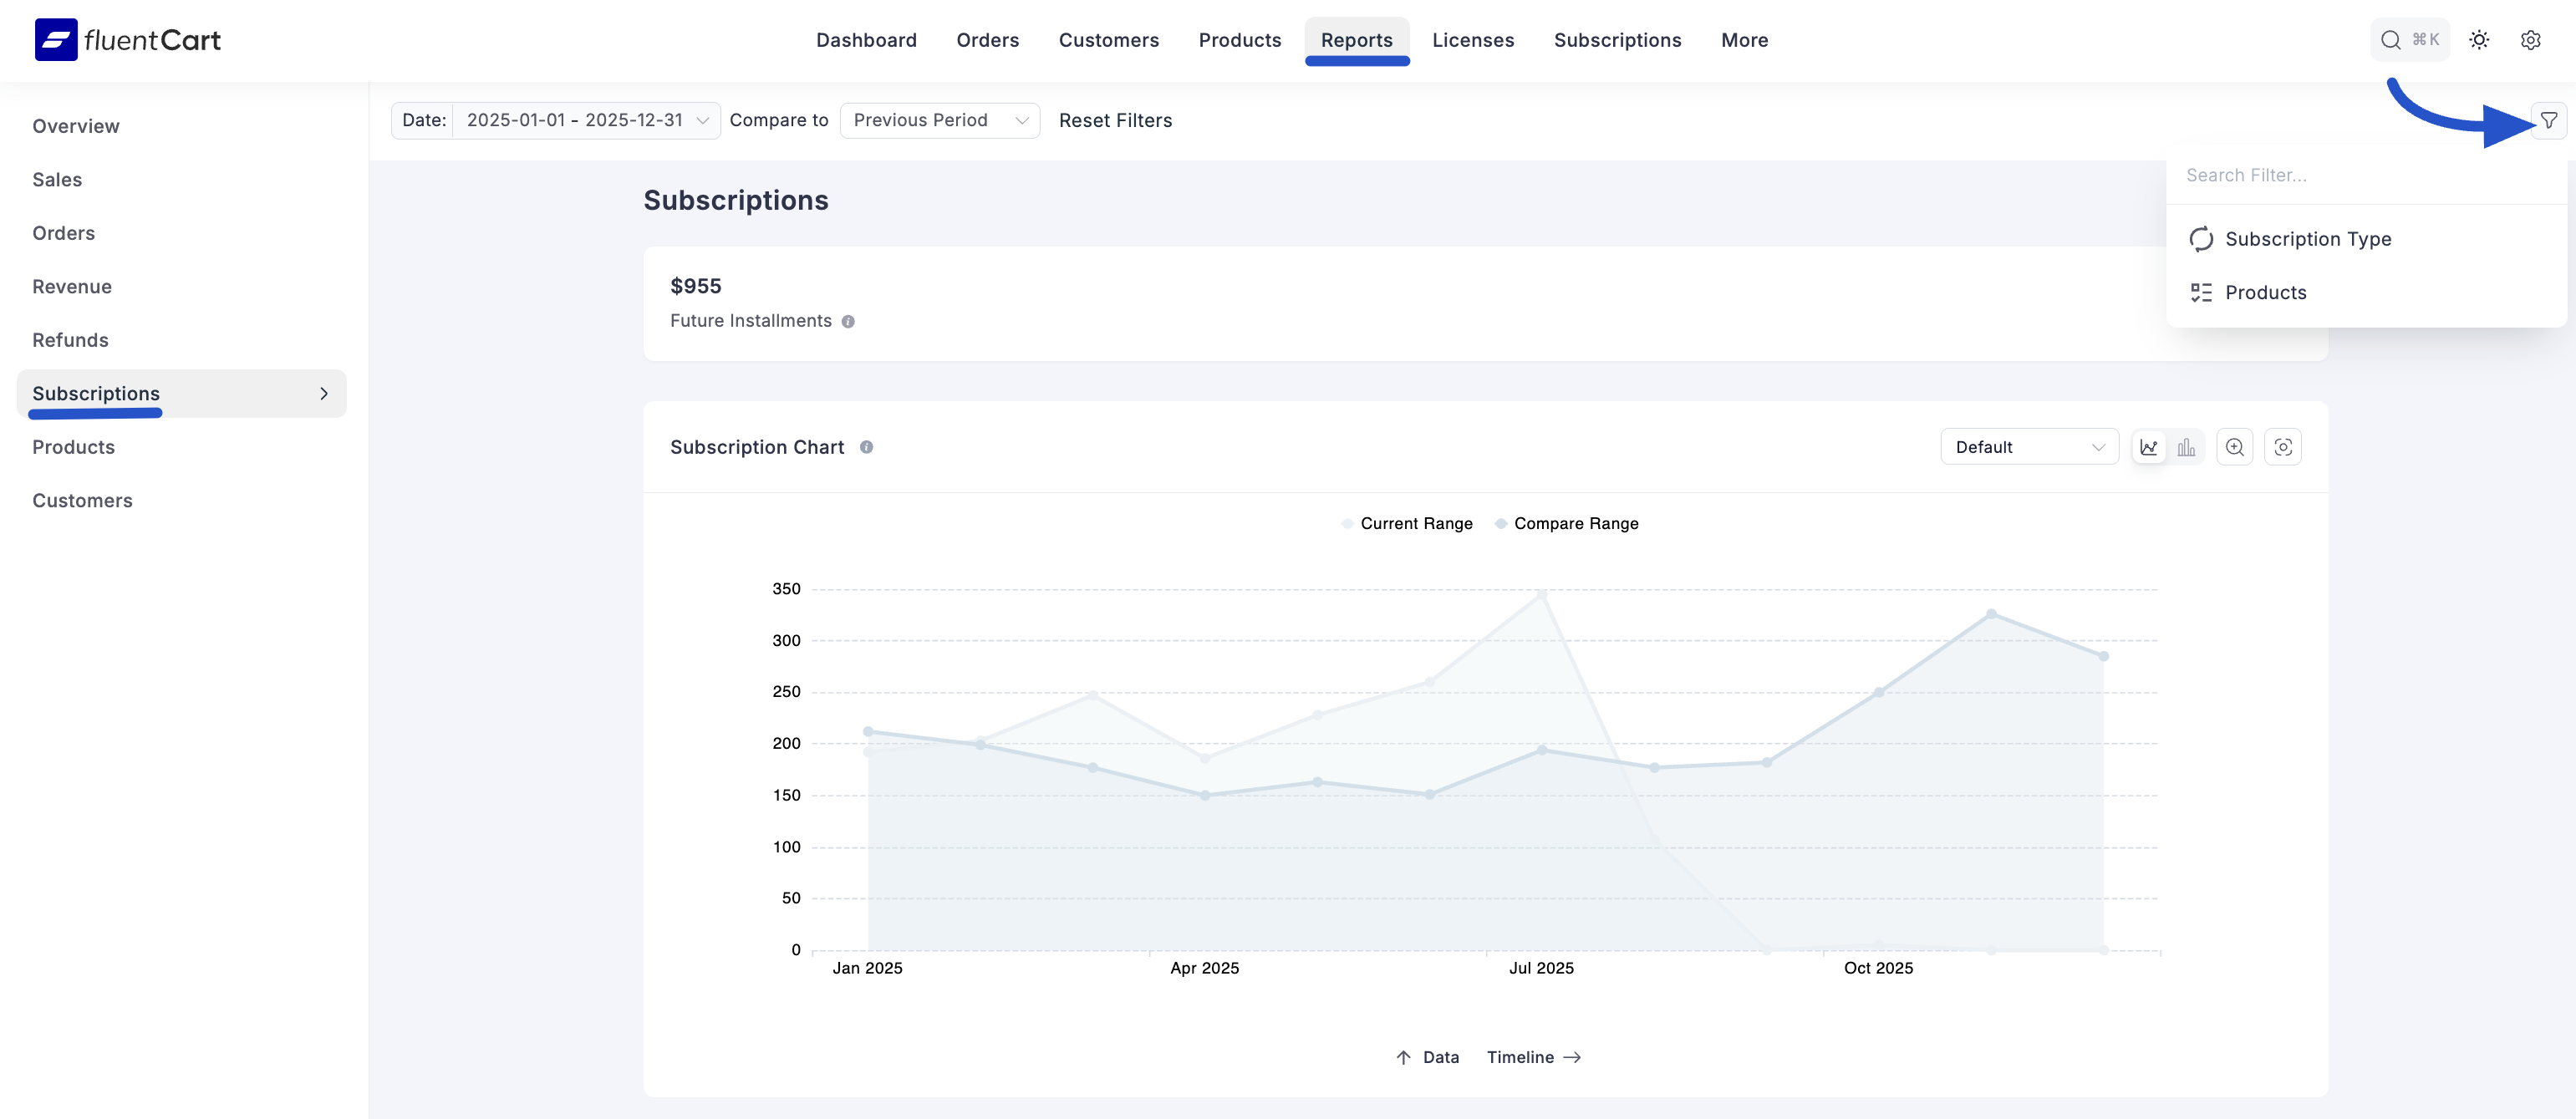 fluentCart
Dashboard Orders Customers Products Reports Licenses Subscriptions More
⌘K
Overview
Sales
Orders
Revenue
Refunds
Subscriptions
Products
Customers
Date: 2025-01-01 - 2025-12-31 Compare to Previous Period Reset Filters
Search Filter...
Subscription Type
Products
Subscriptions
$955
Future Installments
Subscription Chart
Default
Current Range Compare Range
350
300
250
200
150
100
50
0
Jan 2025 Apr 2025 Jul 2025 Oct 2025
↑ Data Timeline →